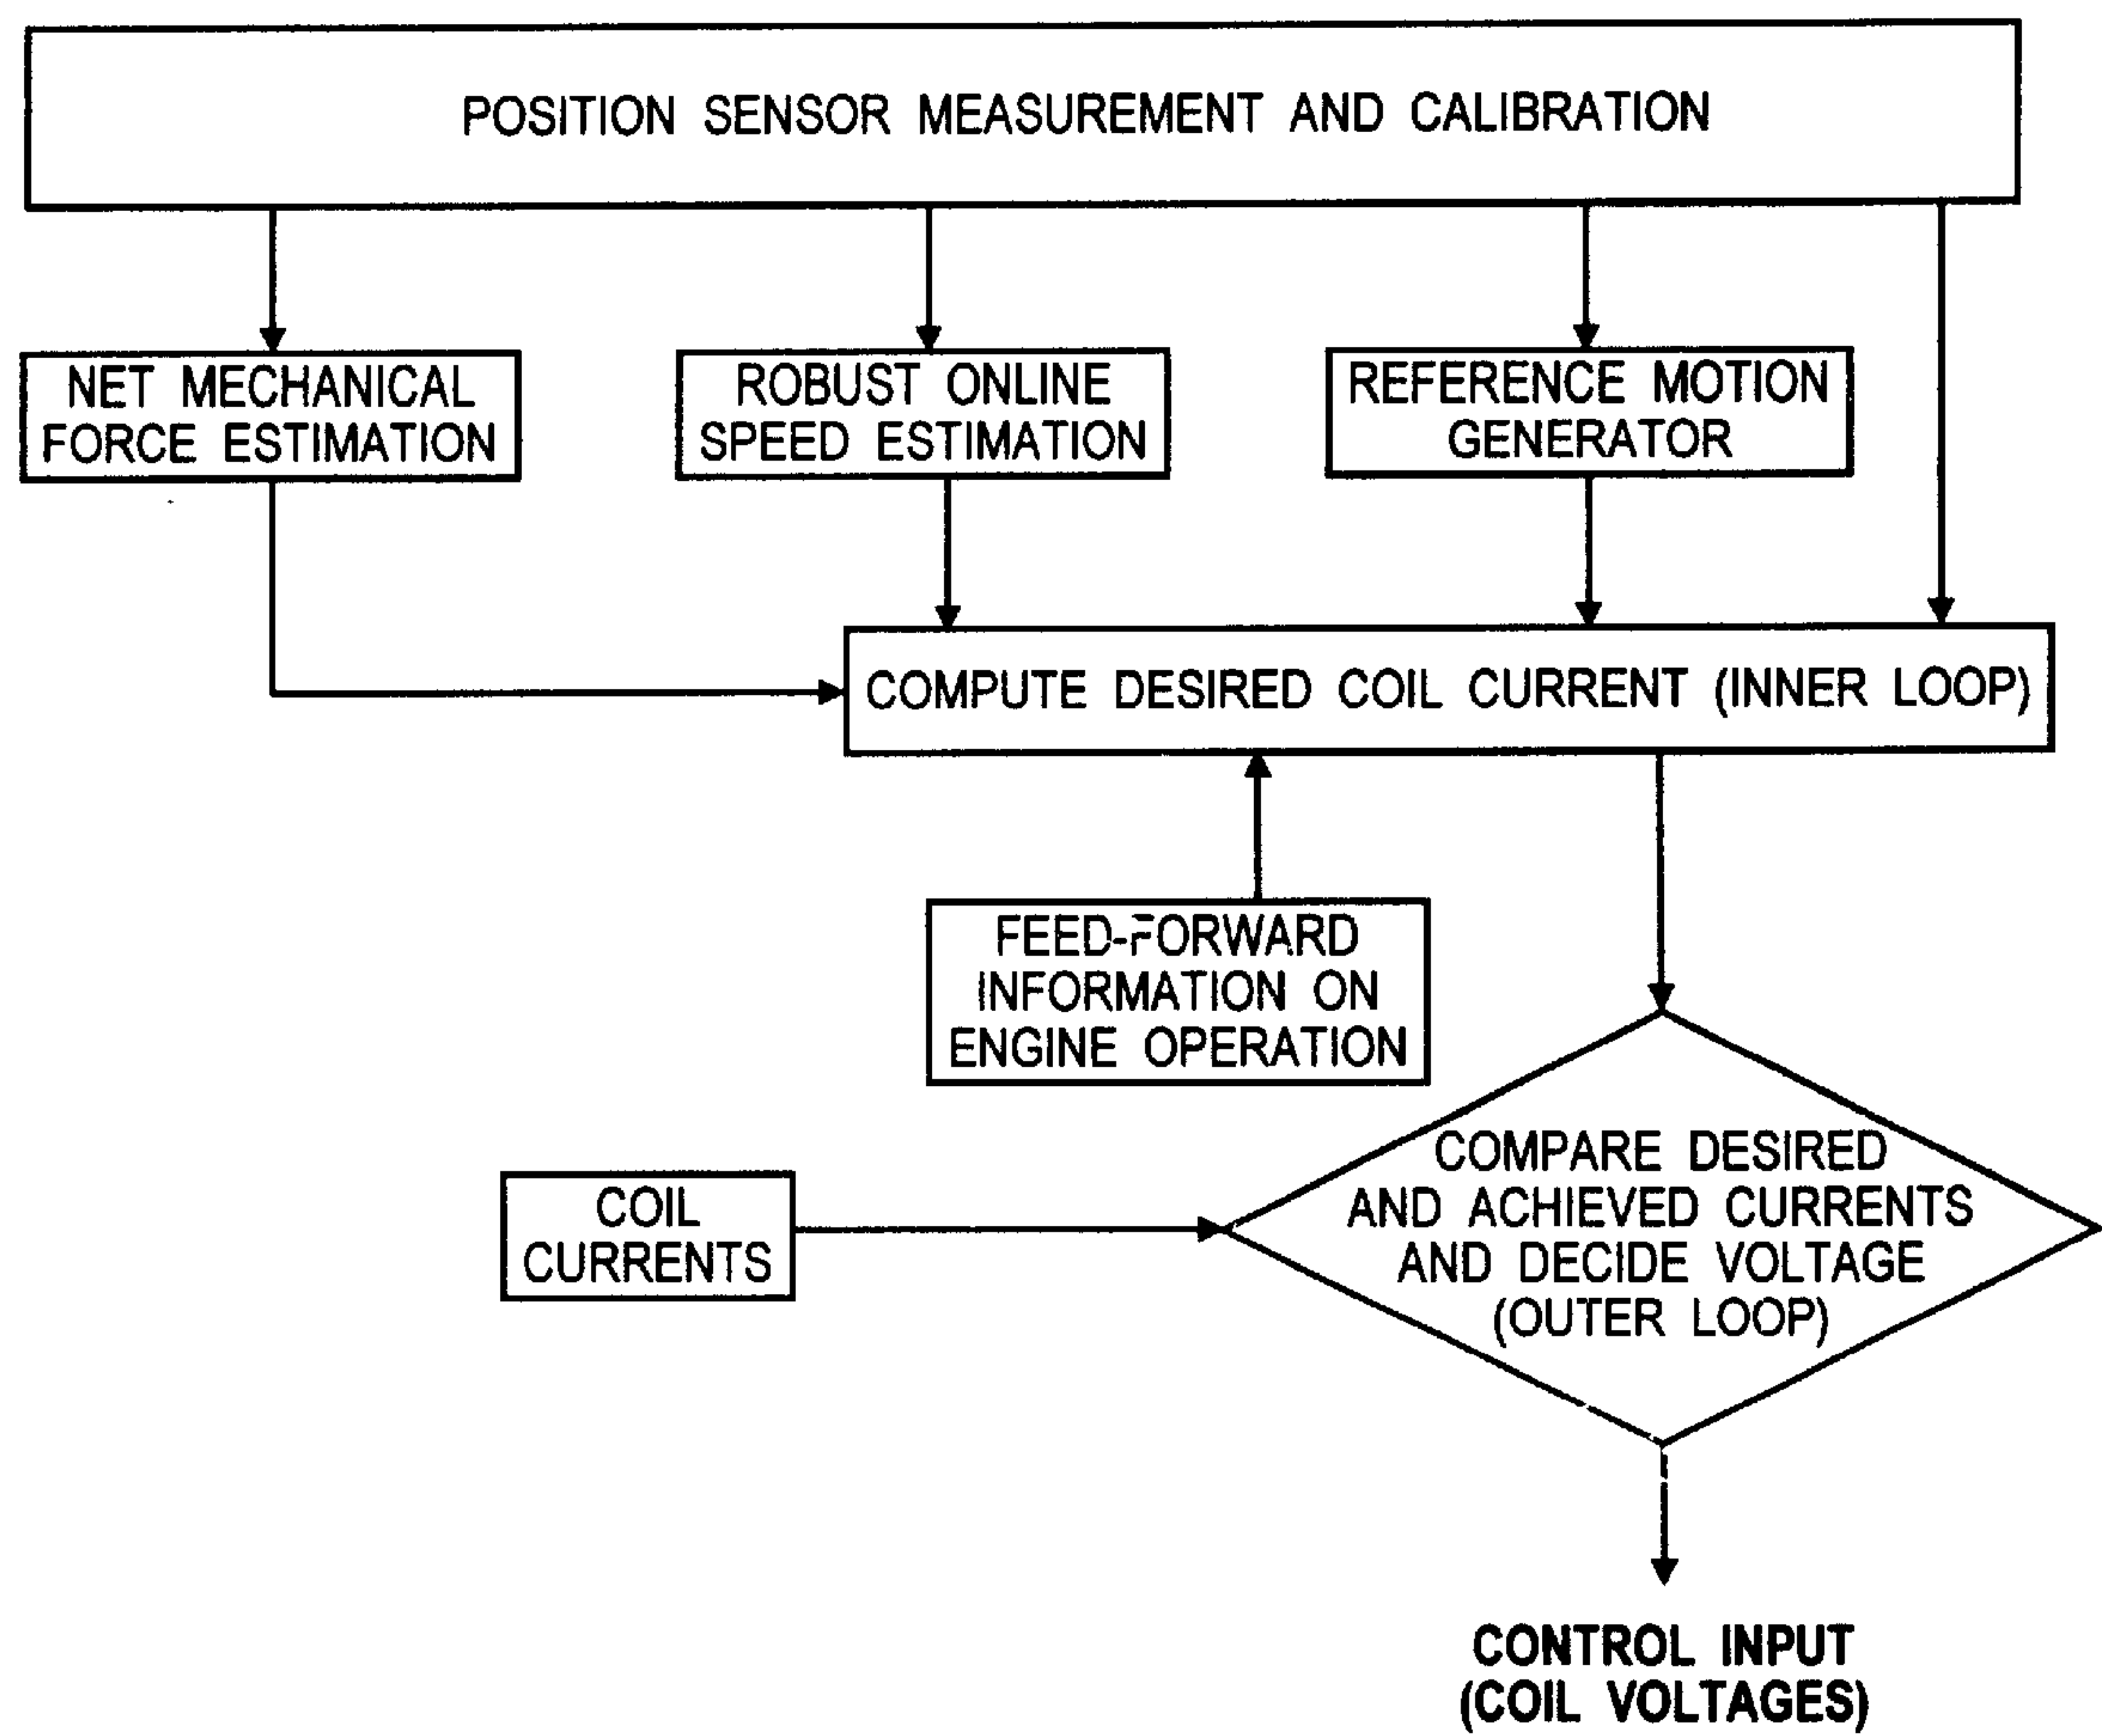 POSITION SENSOR MEASUREMENT AND CALIBRATION
NET MECHANICAL
FORCE ESTIMATION
ROBUST ONLINE
SPEED ESTIMATION
REFERENCE MOTION
GENERATOR
COMPUTE DESIRED COIL CURRENT (INNER LOOP)
FEED-FORWARD
INFORMATION ON
ENGINE OPERATION
COIL
CURRENTS
COMPARE DESIRED
AND ACHIEVED CURRENTS
AND DECIDE VOLTAGE
(OUTER LOOP)
CONTROL INPUT
(COIL VOLTAGES)